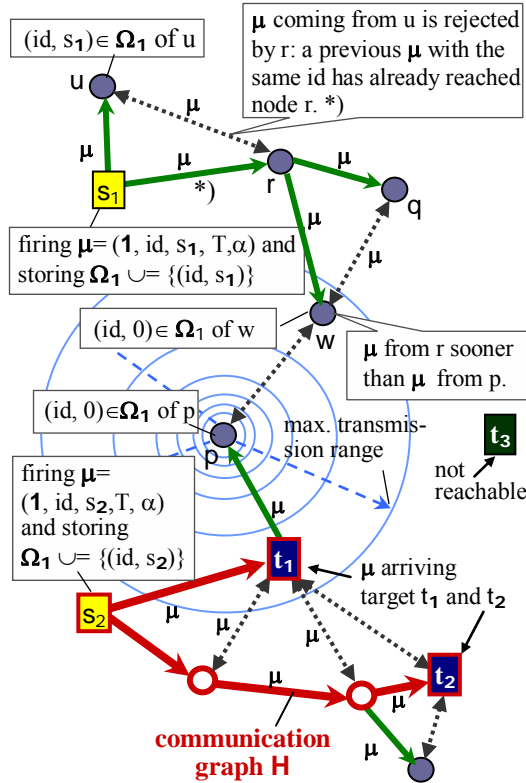 (id, s₁)∈ Ω₁ of u
μ coming from u is rejected
by r: a previous μ with the
same id has already reached
node r. *)
u
μ
μ
μ
*)
r
μ
q
s₁
μ
μ
firing μ= (1, id, s₁, T,α) and
storing Ω₁ ∪= {(id, s₁)}
(id, 0)∈ Ω₁ of w
w
μ from r sooner
than μ from p.
(id, 0)∈Ω₁ of p
p
max. transmis-
sion range
t₃
not
reachable
firing μ=
(1, id, s₂,T, α)
and storing
Ω₁ ∪= {(id, s₂)}
μ
t₁
μ arriving
target t₁ and t₂
s₂
μ
μ
μ
t₂
μ
μ
communication
graph H
μ